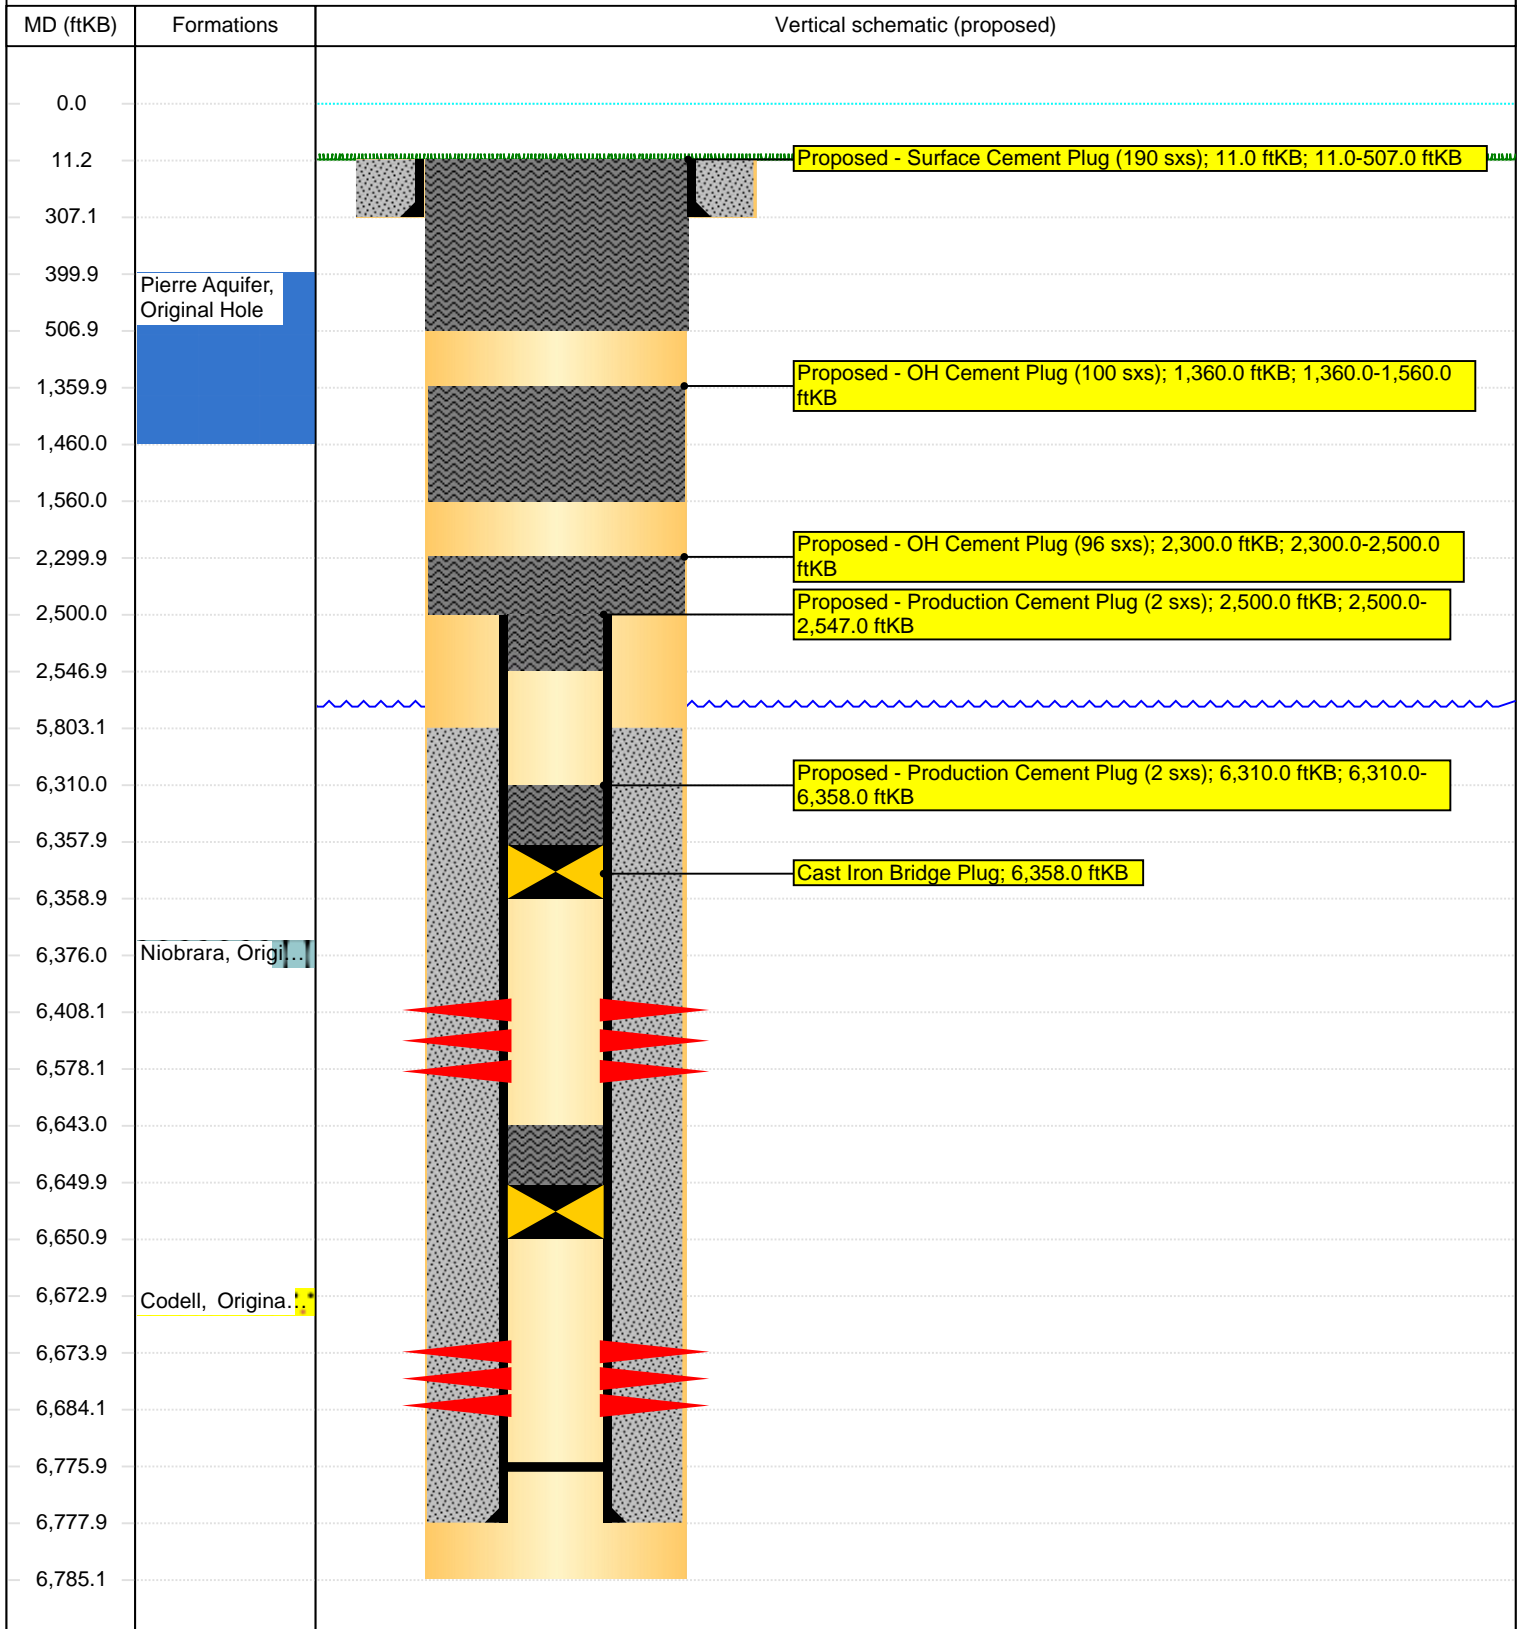 MD (ftKB) Formations Vertical schematic (proposed)
0.0
11.2
Proposed - Surface Cement Plug (190 sxs); 11.0 ftKB; 11.0-507.0 ftKB
307.1
399.9
Pierre Aquifer,
Original Hole
506.9
1,359.9
Proposed - OH Cement Plug (100 sxs); 1,360.0 ftKB; 1,360.0-1,560.0
ftKB
1,460.0
1,560.0
2,299.9
Proposed - OH Cement Plug (96 sxs); 2,300.0 ftKB; 2,300.0-2,500.0
ftKB
2,500.0
Proposed - Production Cement Plug (2 sxs); 2,500.0 ftKB; 2,500.0-
2,547.0 ftKB
2,546.9
5,803.1
6,310.0
Proposed - Production Cement Plug (2 sxs); 6,310.0 ftKB; 6,310.0-
6,358.0 ftKB
6,357.9
Cast Iron Bridge Plug; 6,358.0 ftKB
6,358.9
6,376.0
Niobrara, Origi...
6,408.1
6,578.1
6,643.0
6,649.9
6,650.9
6,672.9
Codell, Origina...
6,673.9
6,684.1
6,775.9
6,777.9
6,785.1